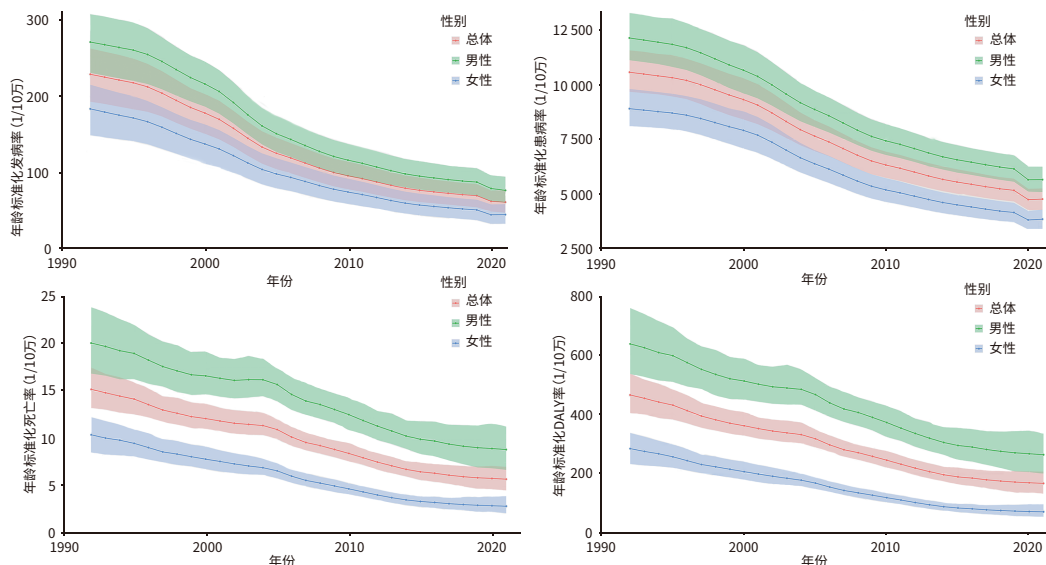 年龄标准化发病率 (1/10万)
300
200
100
0
1990
2000
2010
2020
年份
性别
总体
男性
女性
年龄标准化患病率 (1/10万)
12 500
10 000
7 500
5 000
2 500
1990
2000
2010
2020
年份
性别
总体
男性
女性
年龄标准化死亡率 (1/10万)
25
20
15
10
5
0
1990
2000
2010
2020
年份
性别
总体
男性
女性
年龄标准化DALY率 (1/10万)
800
600
400
200
0
1990
2000
2010
2020
年份
性别
总体
男性
女性